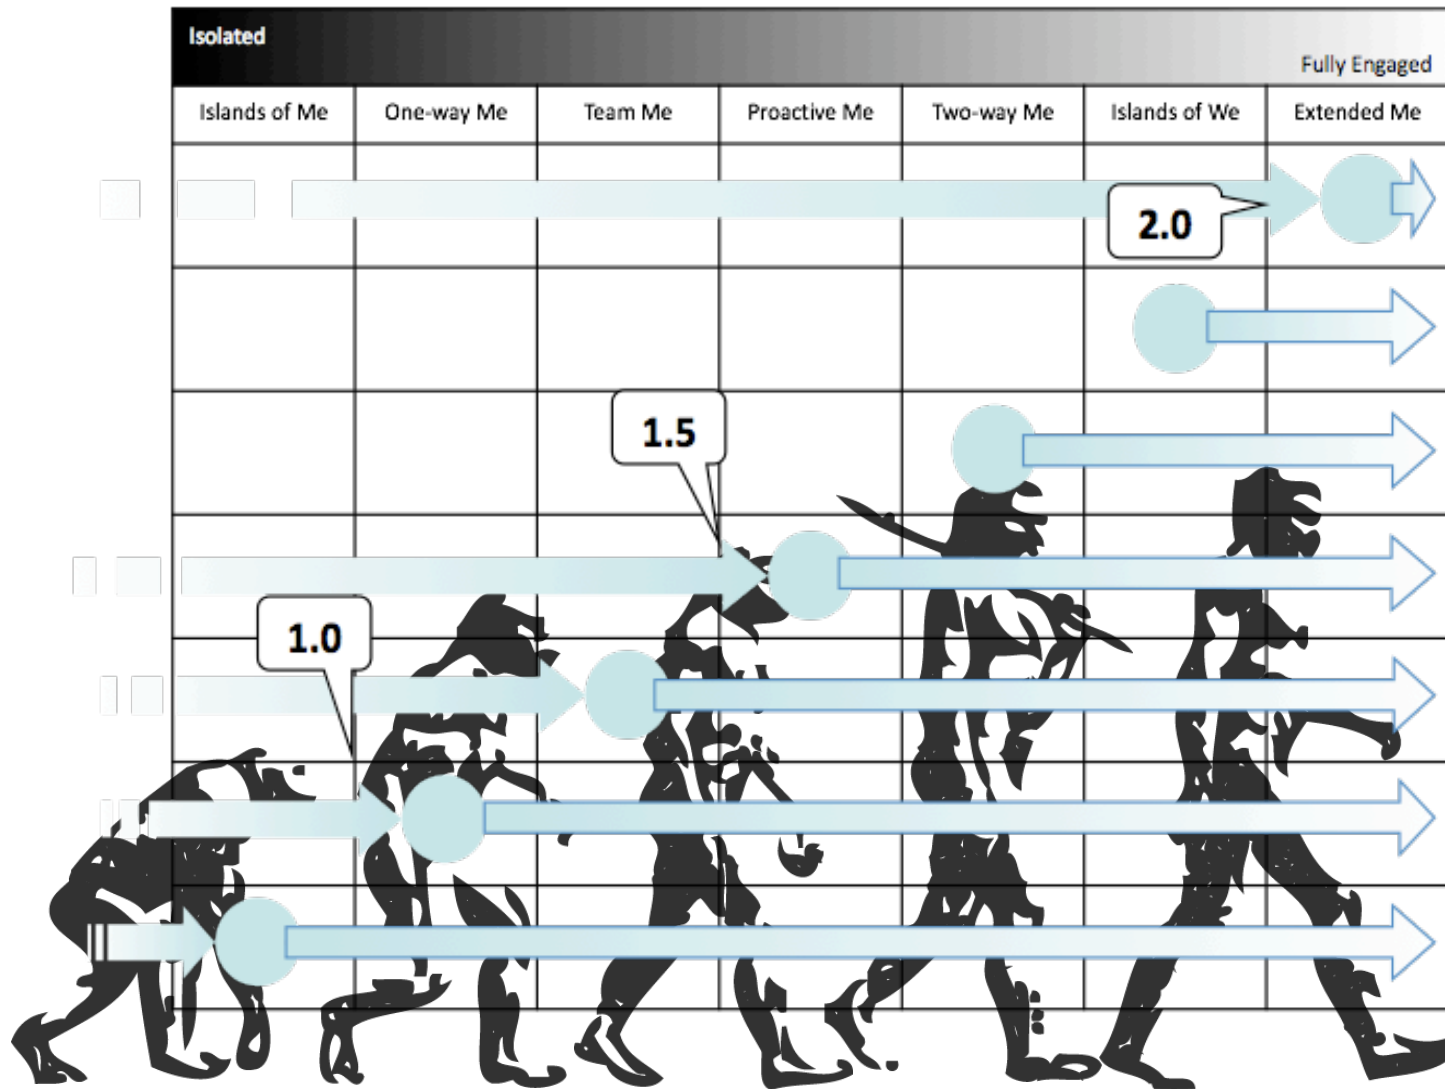 Isolated
Fully Engaged
Islands of Me
One-way Me
Team Me
Proactive Me
Two-way Me
Islands of We
Extended Me
2.0
1.5
1.0